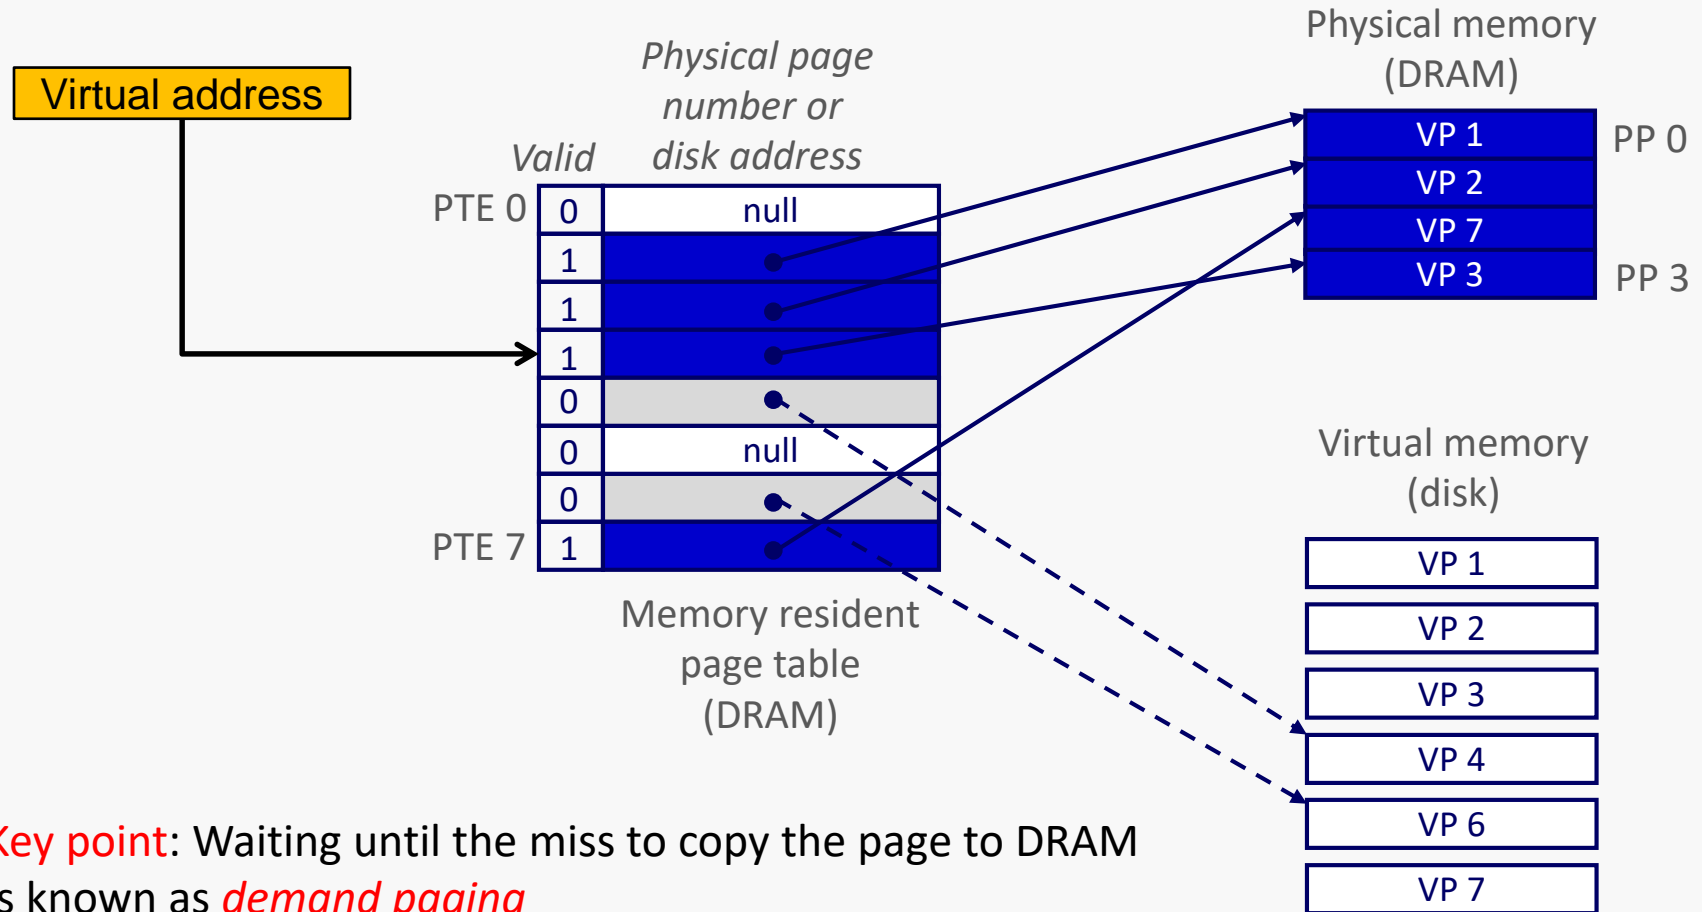 Virtual address
Physical page
number or
disk address
Valid
PTE 0
0
null
1
1
1
0
0
null
0
PTE 7
1
Memory resident
page table
(DRAM)
Physical memory
(DRAM)
VP 1
PP 0
VP 2
VP 7
VP 3
PP 3
Virtual memory
(disk)
VP 1
VP 2
VP 3
VP 4
VP 6
VP 7
Key point: Waiting until the miss to copy the page to DRAM
s known as demand paging